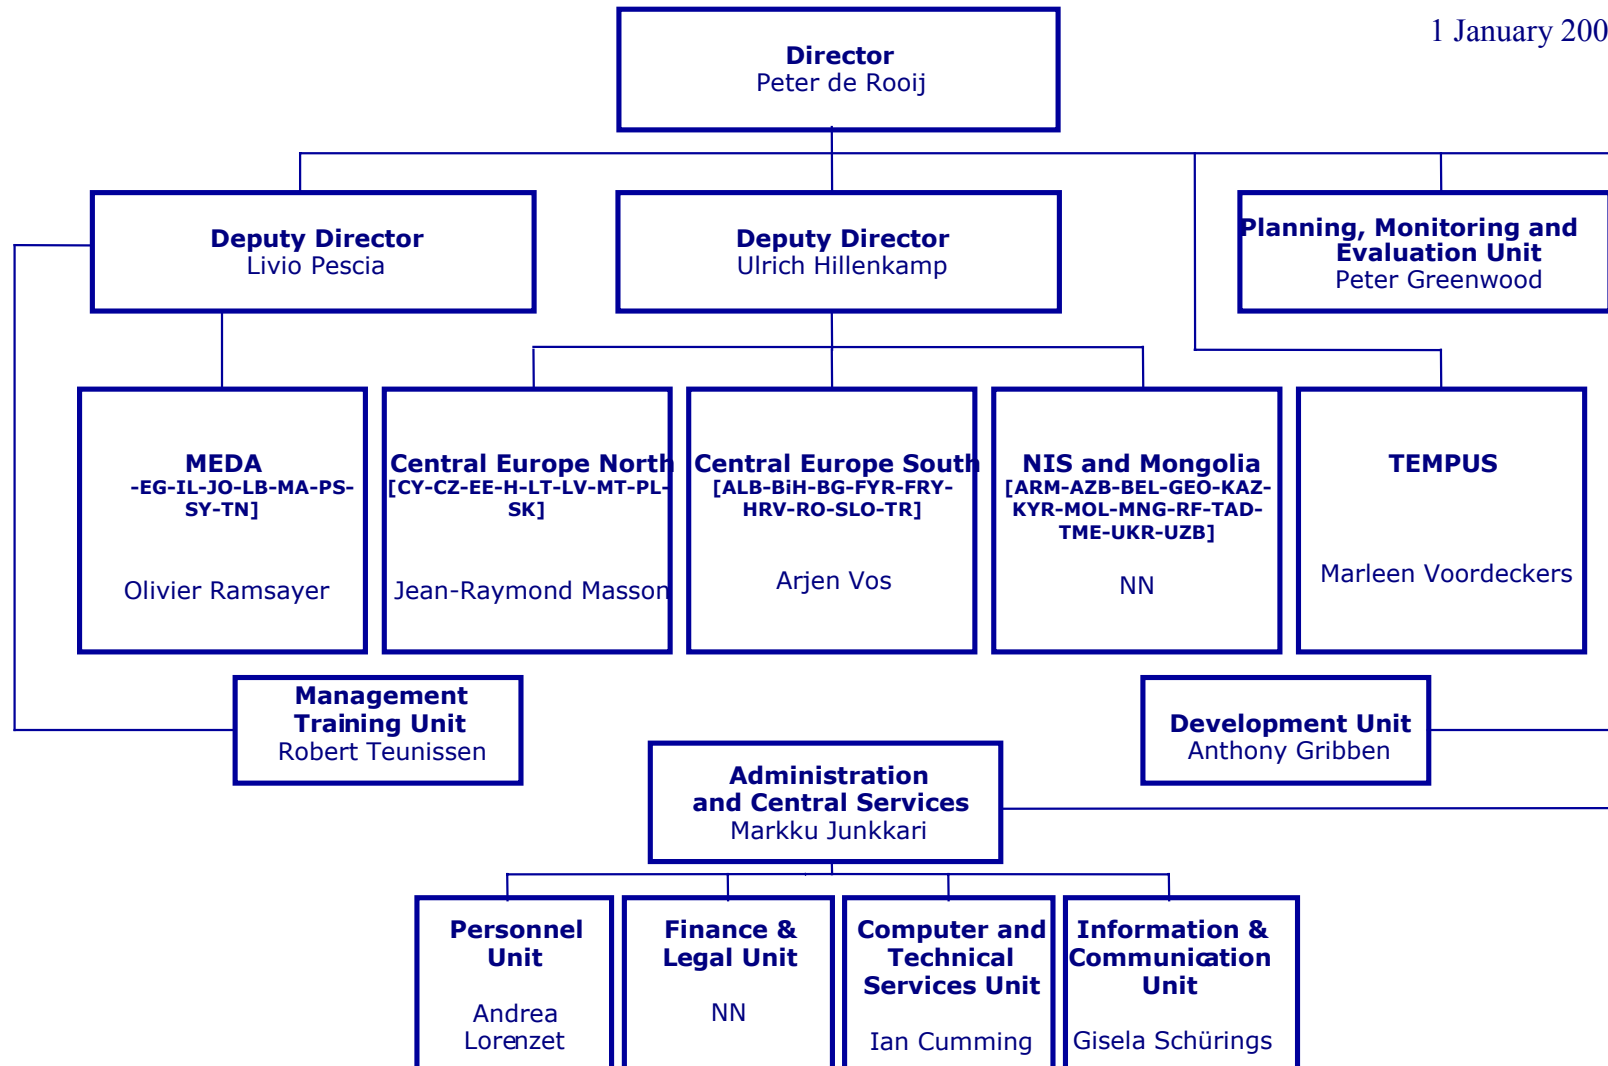 1 January 200
Director
Peter de Rooij
Deputy Director
Livio Pescia
Deputy Director
Ulrich Hillenkamp
Planning, Monitoring and
Evaluation Unit
Peter Greenwood
MEDA
-EG-IL-JO-LB-MA-PS-
SY-TN]
Olivier Ramsayer
Central Europe North
[CY-CZ-EE-H-LT-LV-MT-PL-
SK]
Jean-Raymond Masson
Central Europe South
[ALB-BiH-BG-FYR-FRY-
HRV-RO-SLO-TR]
Arjen Vos
NIS and Mongolia
[ARM-AZB-BEL-GEO-KAZ-
KYR-MOL-MNG-RF-TAD-
TME-UKR-UZB]
NN
TEMPUS
Marleen Voordeckers
Management
Training Unit
Robert Teunissen
Development Unit
Anthony Gribben
Administration
and Central Services
Markku Junkkari
Personnel
Unit
Andrea
Lorenzet
Finance &
Legal Unit
NN
Computer and
Technical
Services Unit
Ian Cumming
Information &
Communication
Unit
Gisela Schürings